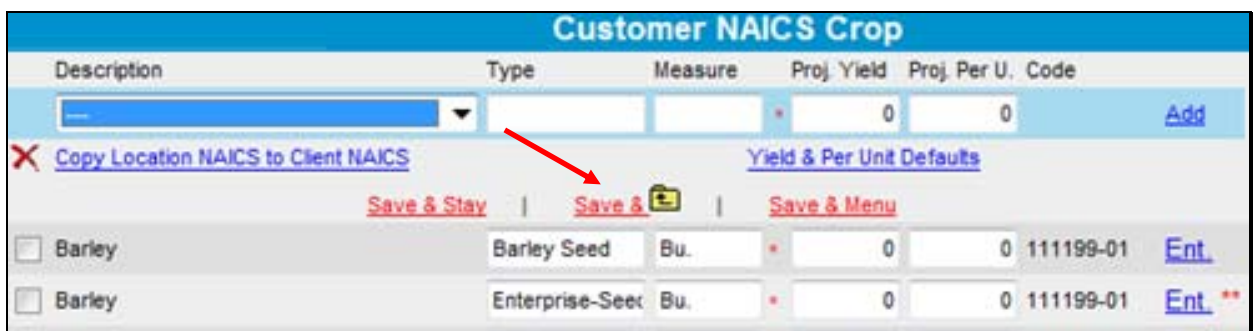 Customer NAICS Crop
Description Type Measure Proj. Yield Proj. Per U. Code
--- * 0 0 Add
Copy Location NAICS to Client NAICS Yield & Per Unit Defaults
Save & Stay | Save & | Save & Menu
Barley Barley Seed Bu. * 0 0 111199-01 Ent.
Barley Enterprise-Seed Bu. * 0 0 111199-01 Ent. **